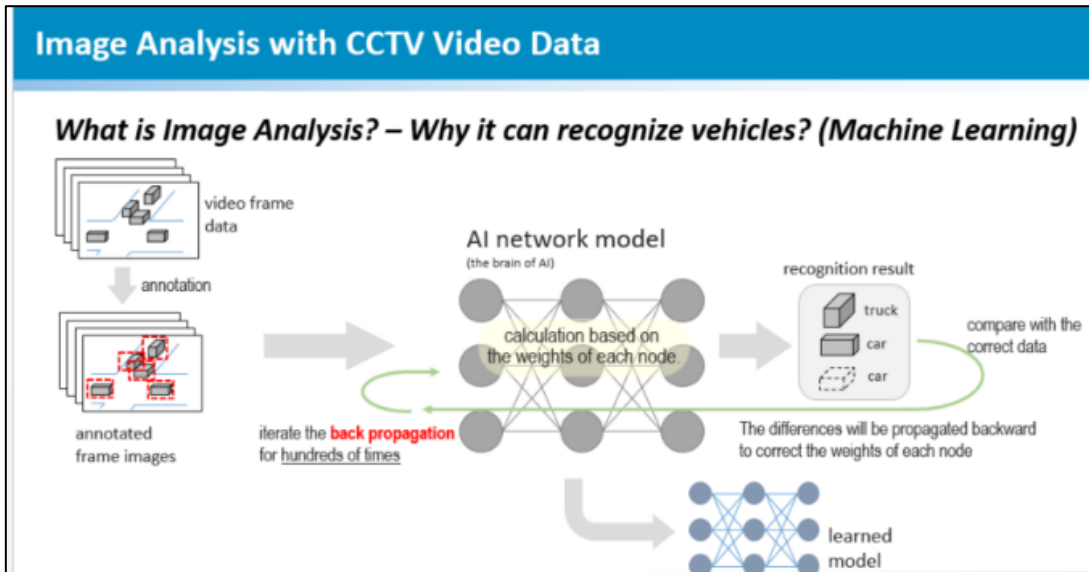 Image Analysis with CCTV Video Data
What is Image Analysis? – Why it can recognize vehicles? (Machine Learning)
video frame
data
annotation
annotated
frame images
AI network model
(the brain of AI)
calculation based on
the weights of each node.
iterate the back propagation
for hundreds of times
recognition result
truck
car
car
compare with the
correct data
The differences will be propagated backward
to correct the weights of each node
learned
model